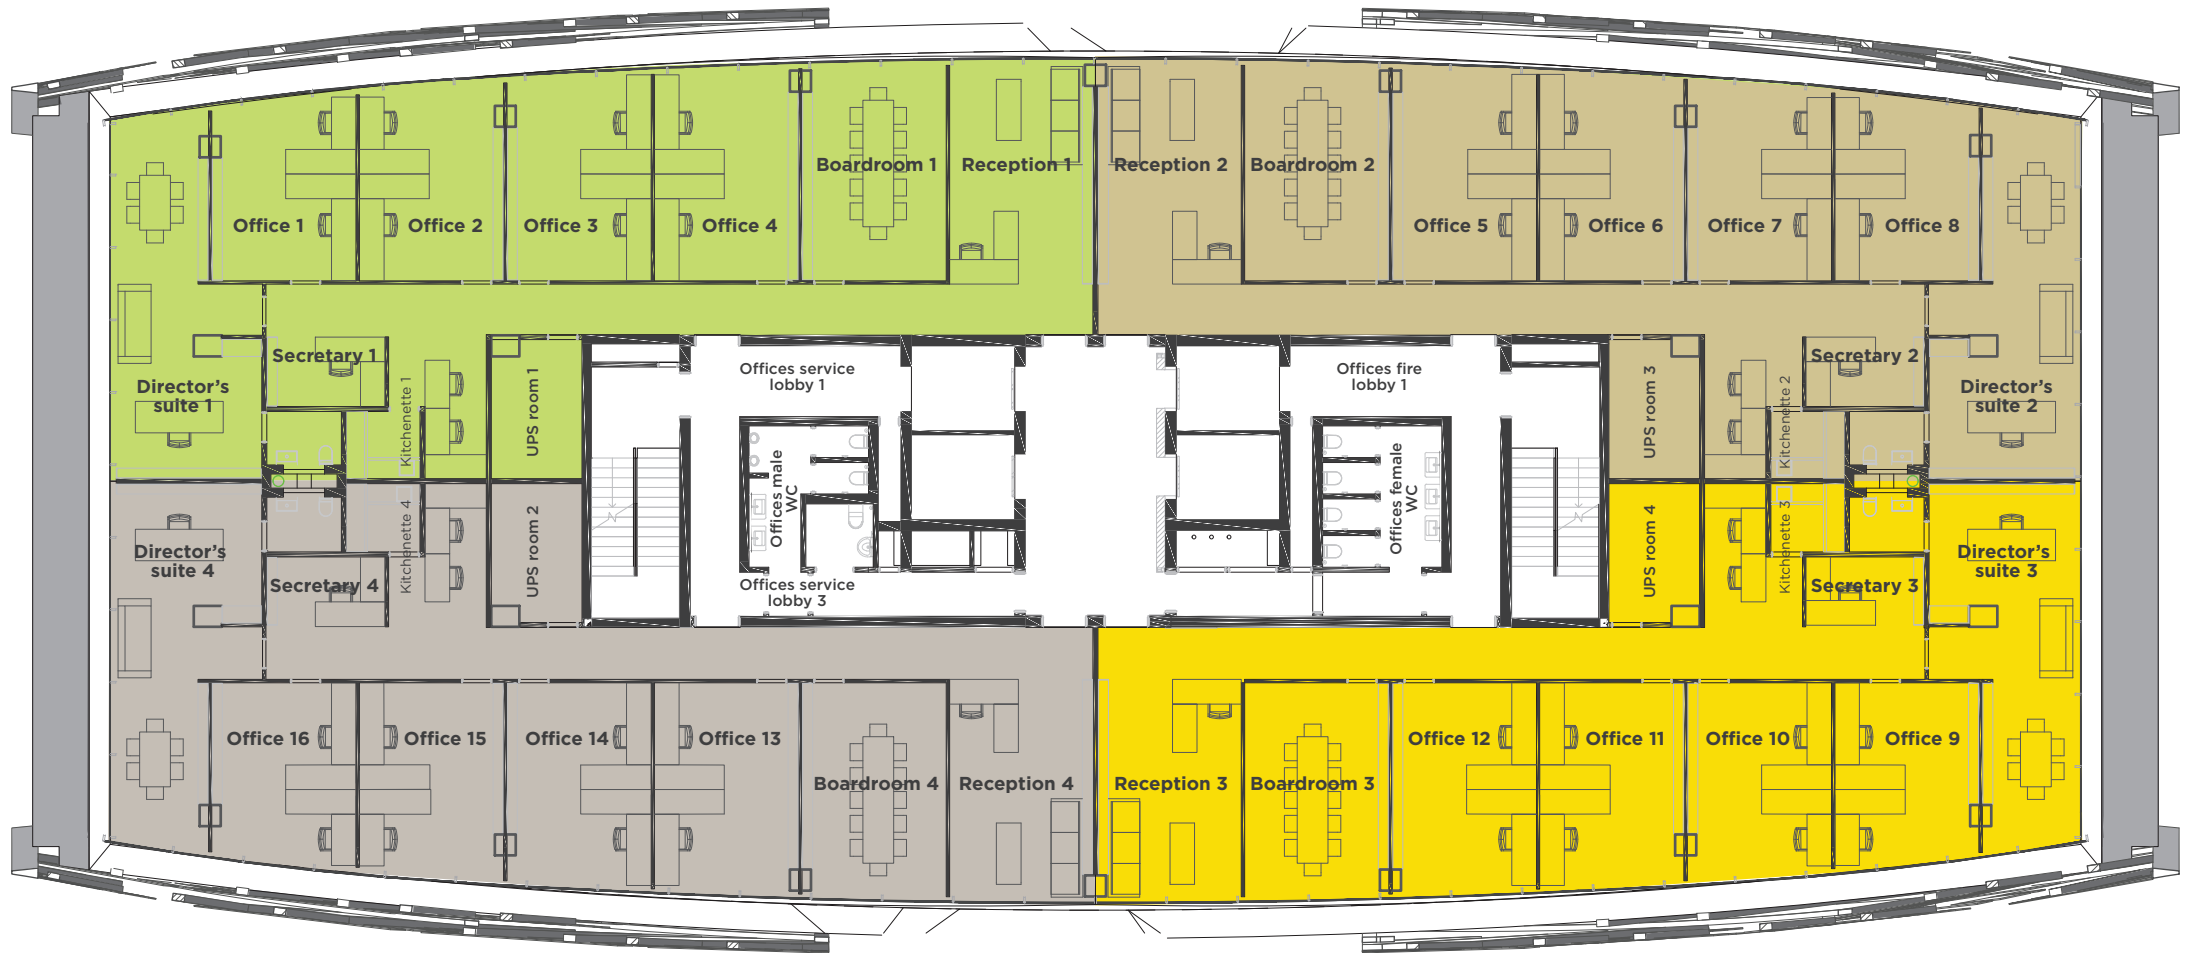 Boardroom 1
Reception 1
Reception 2
Boardroom 2
Office 1
Office 2
Office 3
Office 4
Office 5
Office 6
Office 7
Office 8
Secretary 1
Director's
suite 1
Kitchenette 1
UPS room 1
Offices service
lobby 1
Offices fire
lobby 1
UPS room 3
Kitchenette 2
Secretary 2
Director's
suite 2
Offices male
WC
Offices female
WC
Director's
suite 4
Secretary 4
Kitchenette 4
UPS room 2
Offices service
lobby 3
UPS room 4
Kitchenette 3
Secretary 3
Director's
suite 3
Office 16
Office 15
Office 14
Office 13
Office 12
Office 11
Office 10
Office 9
Boardroom 4
Reception 4
Reception 3
Boardroom 3